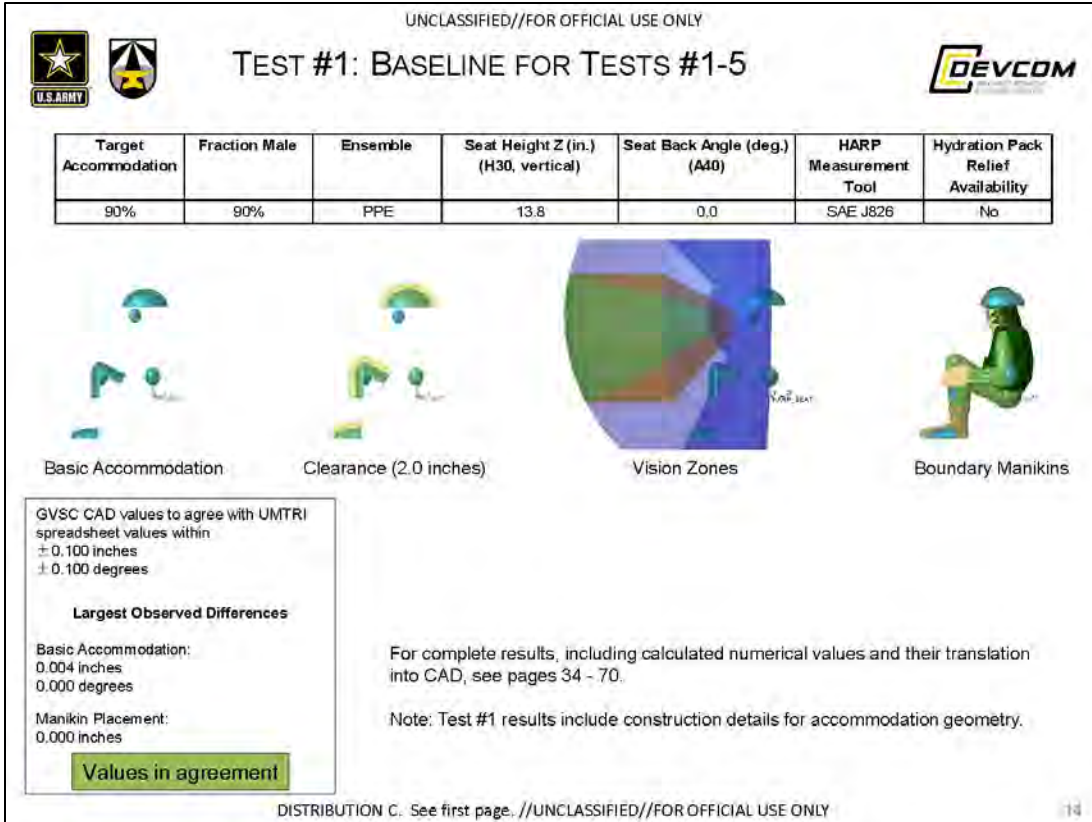 UNCLASSIFIED//FOR OFFICIAL USE ONLY
TEST #1: BASELINE FOR TESTS #1-5
U.S.ARMY
DEVCOM
Target Accommodation
Fraction Male
Ensemble
Seat Height Z (in.) (H30, vertical)
Seat Back Angle (deg.) (A40)
HARP Measurement Tool
Hydration Pack Relief Availability
90%
90%
PPE
13.8
0.0
SAE J826
No
Basic Accommodation
Clearance (2.0 inches)
Vision Zones
Boundary Manikins
GVSC CAD values to agree with UMTRI
spreadsheet values within
±0.100 inches
±0.100 degrees
Largest Observed Differences
Basic Accommodation:
0.004 inches
0.000 degrees
Manikin Placement:
0.000 inches
Values in agreement
For complete results, including calculated numerical values and their translation
into CAD, see pages 34 - 70.
Note: Test #1 results include construction details for accommodation geometry.
DISTRIBUTION C. See first page. //UNCLASSIFIED//FOR OFFICIAL USE ONLY
14